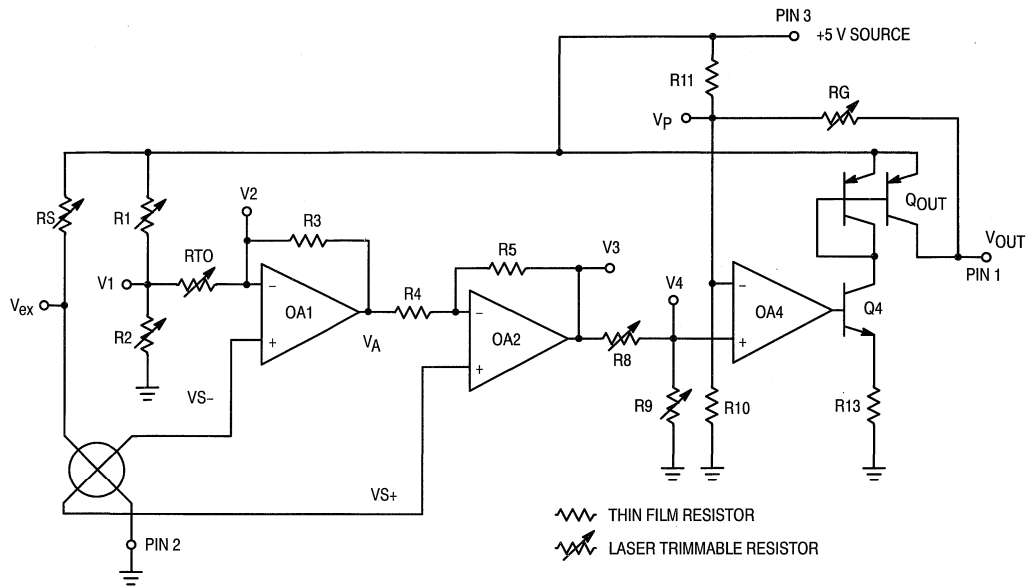 PIN 3
+5 V SOURCE
R11
RG
VP
V2
RS
R1
R3
QOUT
RTO
R5
V3
VOUT
V1
PIN 1
Vex
R4
V4
OA1
Q4
OA4
R2
VA
OA2
R8
VS–
R9
R10
R13
VS+
THIN FILM RESISTOR
PIN 2
LASER TRIMMABLE RESISTOR
− + − + − +